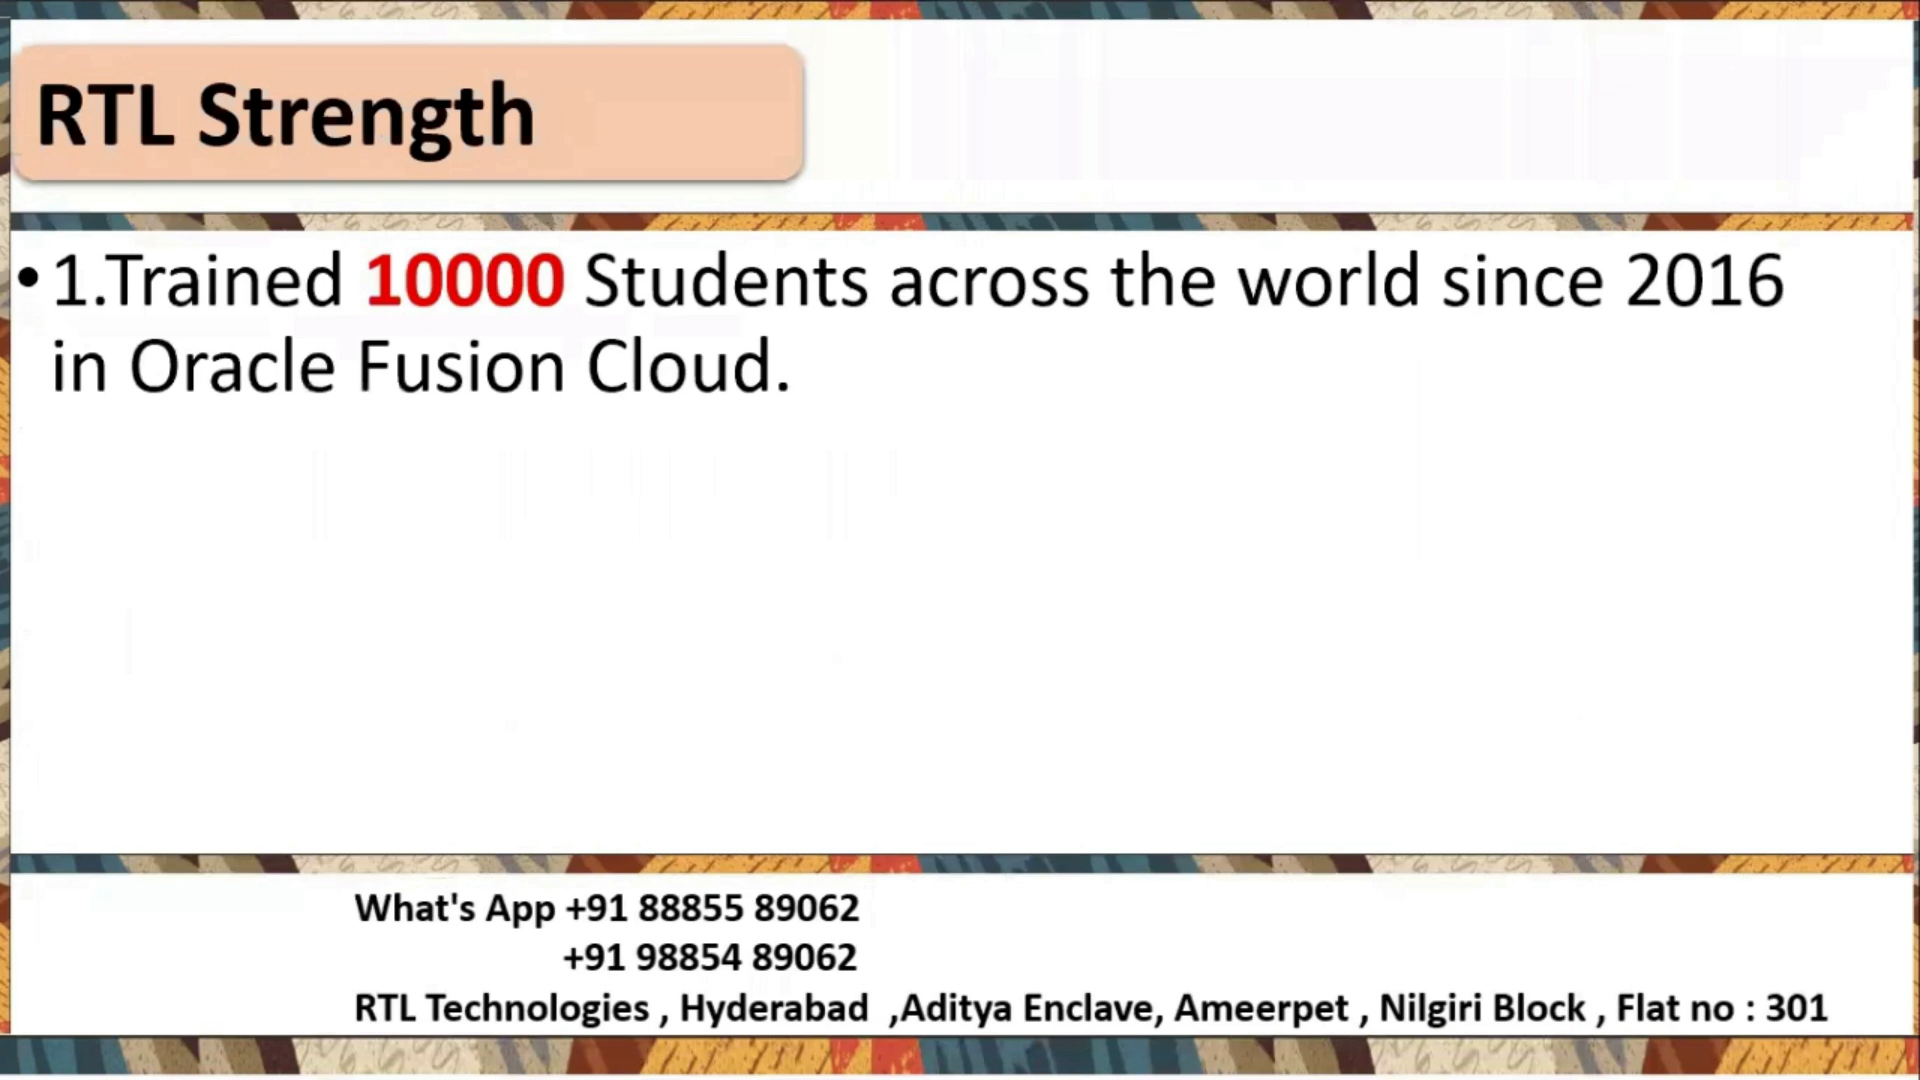 RTL Strength
• 1.Trained 10000 Students across the world since 2016
in Oracle Fusion Cloud.
What's App +91 88855 89062
+91 98854 89062
RTL Technologies , Hyderabad ,Aditya Enclave, Ameerpet , Nilgiri Block , Flat no : 301